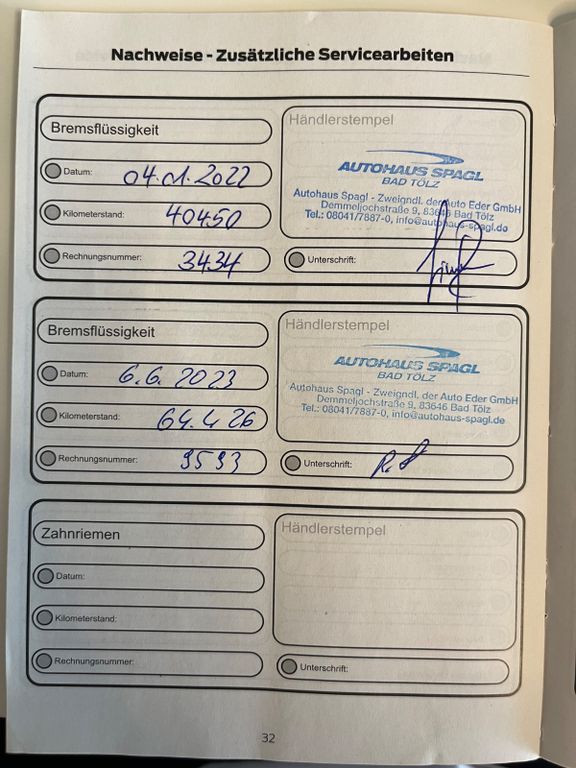 Nachweise - Zusätzliche Servicearbeiten
Bremsflüssigkeit
Händlerstempel
AUTOHAUS SPAGL
BAD TÖLZ
Autohaus Spagl - Zweigndl. der Auto Eder GmbH
Demmeljochstraße 9, 83646 Bad Tölz
Tel.: 08041/7887-0, info@autohaus-spagl.de
Datum: 04.01.2022
Kilometerstand: 40450
Rechnungsnummer: 3434
Unterschrift:
Bremsflüssigkeit
Händlerstempel
AUTOHAUS SPAGL
BAD TÖLZ
Autohaus Spagl - Zweigndl. der Auto Eder GmbH
Demmeljochstraße 9, 83646 Bad Tölz
Tel.: 08041/7887-0, info@autohaus-spagl.de
Datum: 6.6. 2023
Kilometerstand: 64.426
Rechnungsnummer: 9593
Unterschrift:
Zahnriemen
Händlerstempel
Datum:
Kilometerstand:
Rechnungsnummer:
Unterschrift:
32